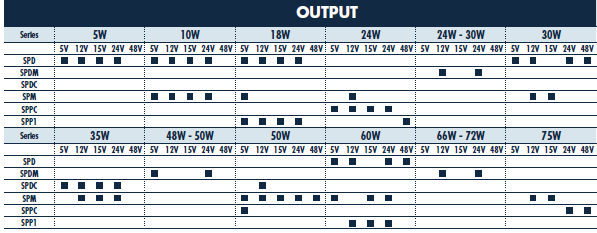 OUTPUT
Series 5W 10W 18W 24W 24W - 30W 30W
5V 12V 15V 24V 48V 5V 12V 15V 24V 48V 5V 12V 15V 24V 48V 5V 12V 15V 24V 48V 5V 12V 15V 24V 48V 5V 12V 15V 24V 48V
SPD
SPDM
SPDC
SPM
SPPC
SPP1
Series 35W 48W - 50W 50W 60W 66W - 72W 75W
5V 12V 15V 24V 48V 5V 12V 15V 24V 48V 5V 12V 15V 24V 48V 5V 12V 15V 24V 48V 5V 12V 15V 24V 48V 5V 12V 15V 24V 48V
SPD
SPDM
SPDC
SPM
SPPC
SPP1